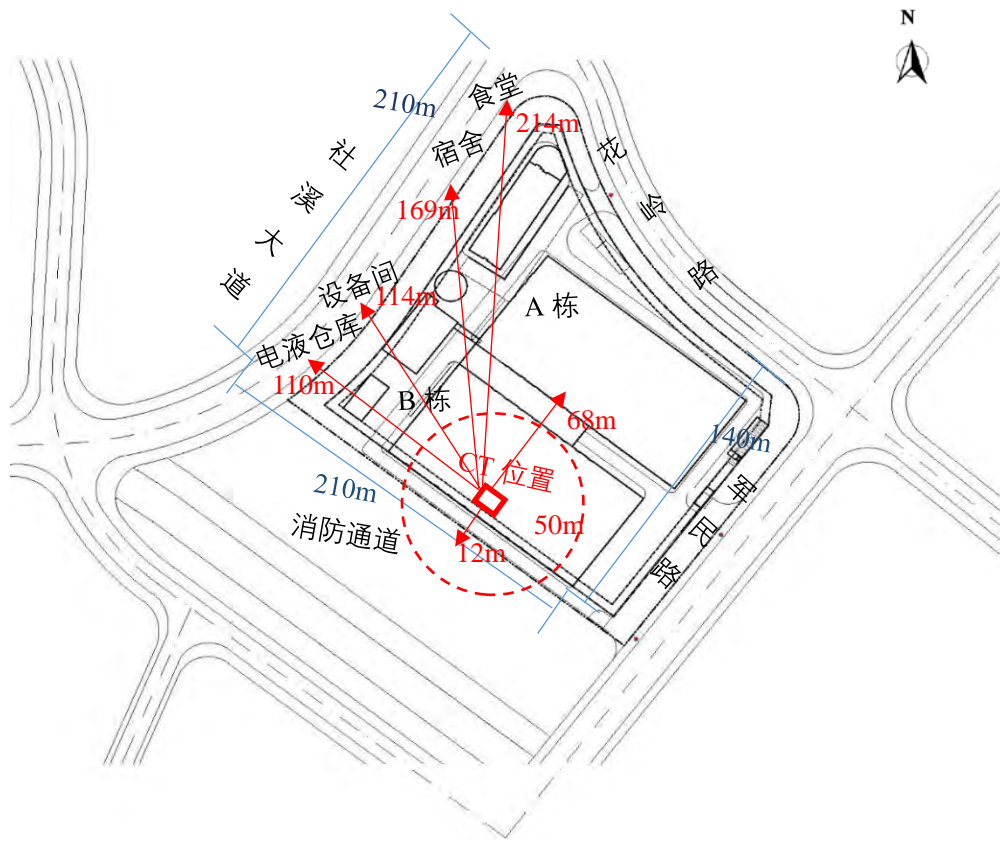 N
食堂
210m
214m
宿舍
社溪大道
花岭路
169m
设备间
114m
A 栋
电液仓库
110m
B 栋
68m
140m
CT 位置
210m
50m
消防通道
12m
军民路